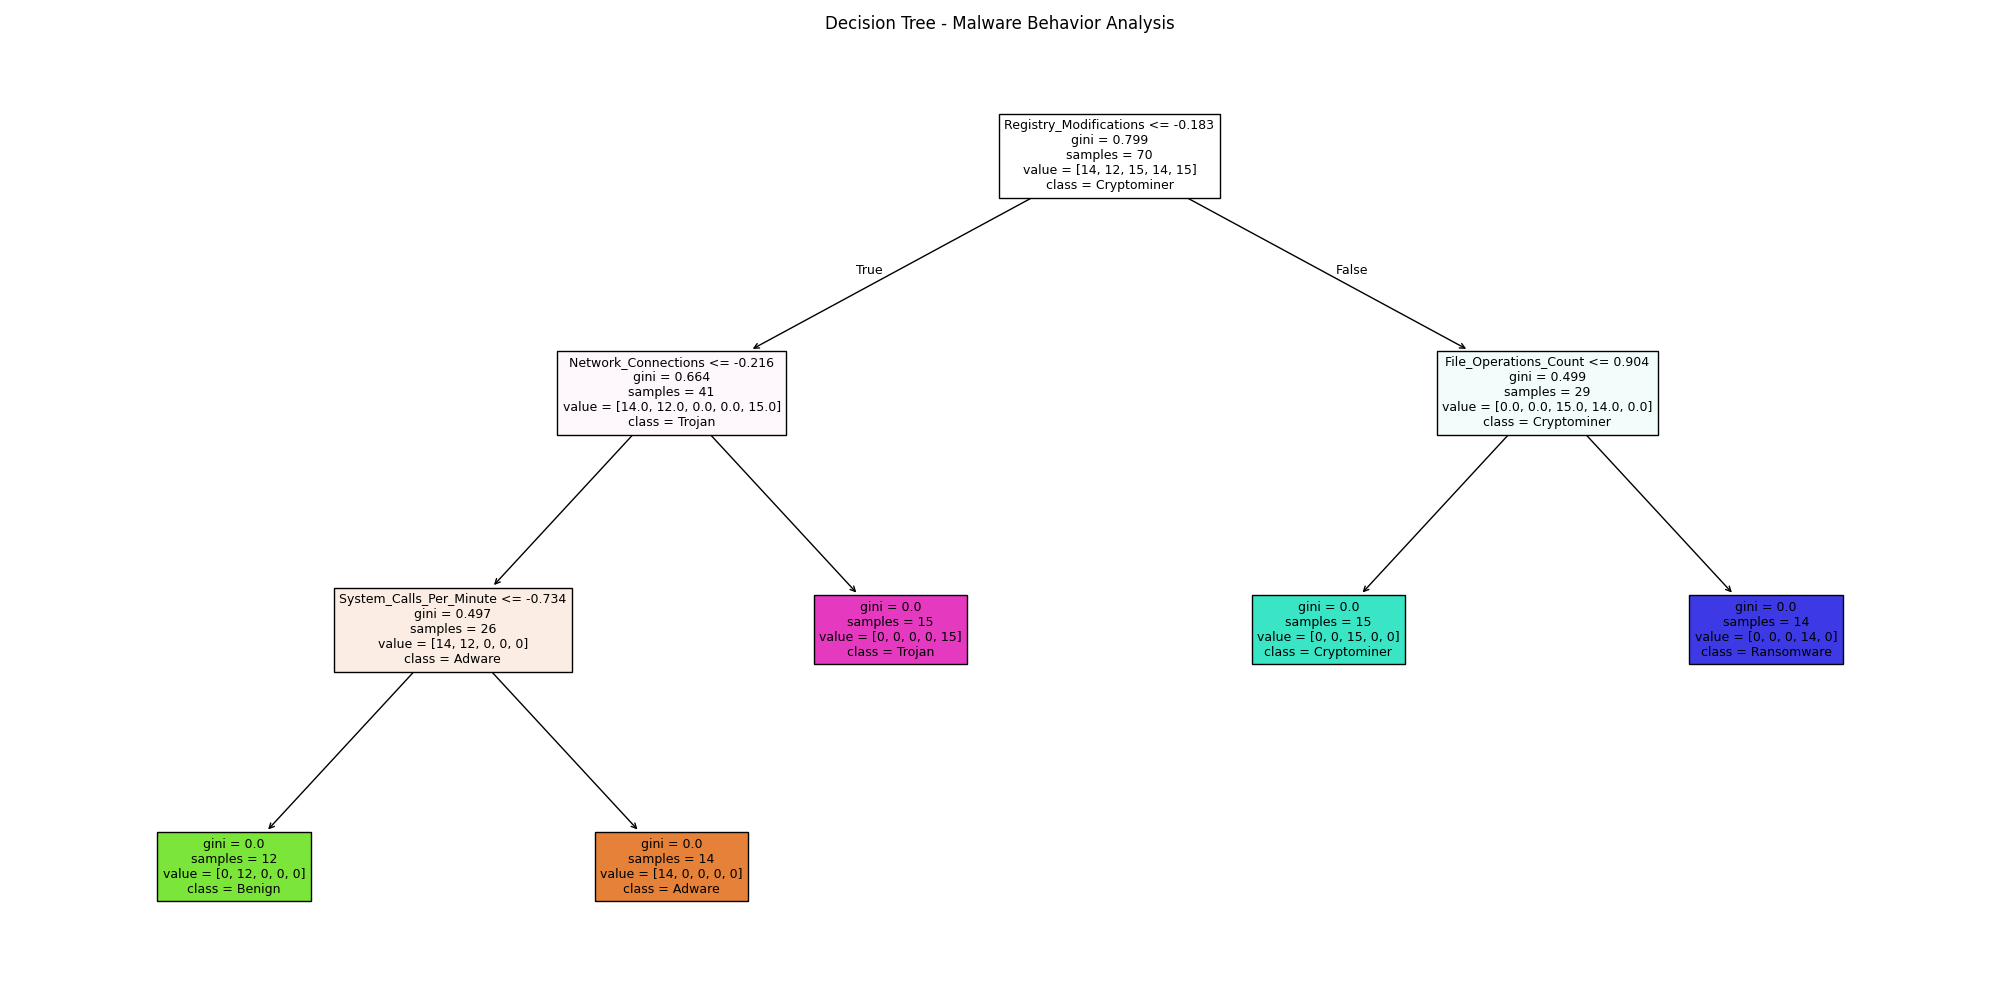 Decision Tree - Malware Behavior Analysis
Registry_Modifications <= -0.183
gini = 0.799
samples = 70
value = [14, 12, 15, 14, 15]
class = Cryptominer
True
False
Network_Connections <= -0.216
gini = 0.664
samples = 41
value = [14.0, 12.0, 0.0, 0.0, 15.0]
class = Trojan
File_Operations_Count <= 0.904
gini = 0.499
samples = 29
value = [0.0, 0.0, 15.0, 14.0, 0.0]
class = Cryptominer
System_Calls_Per_Minute <= -0.734
gini = 0.497
samples = 26
value = [14, 12, 0, 0, 0]
class = Adware
gini = 0.0
samples = 15
value = [0, 0, 0, 0, 15]
class = Trojan
gini = 0.0
samples = 15
value = [0, 0, 15, 0, 0]
class = Cryptominer
gini = 0.0
samples = 14
value = [0, 0, 0, 14, 0]
class = Ransomware
gini = 0.0
samples = 12
value = [0, 12, 0, 0, 0]
class = Benign
gini = 0.0
samples = 14
value = [14, 0, 0, 0, 0]
class = Adware